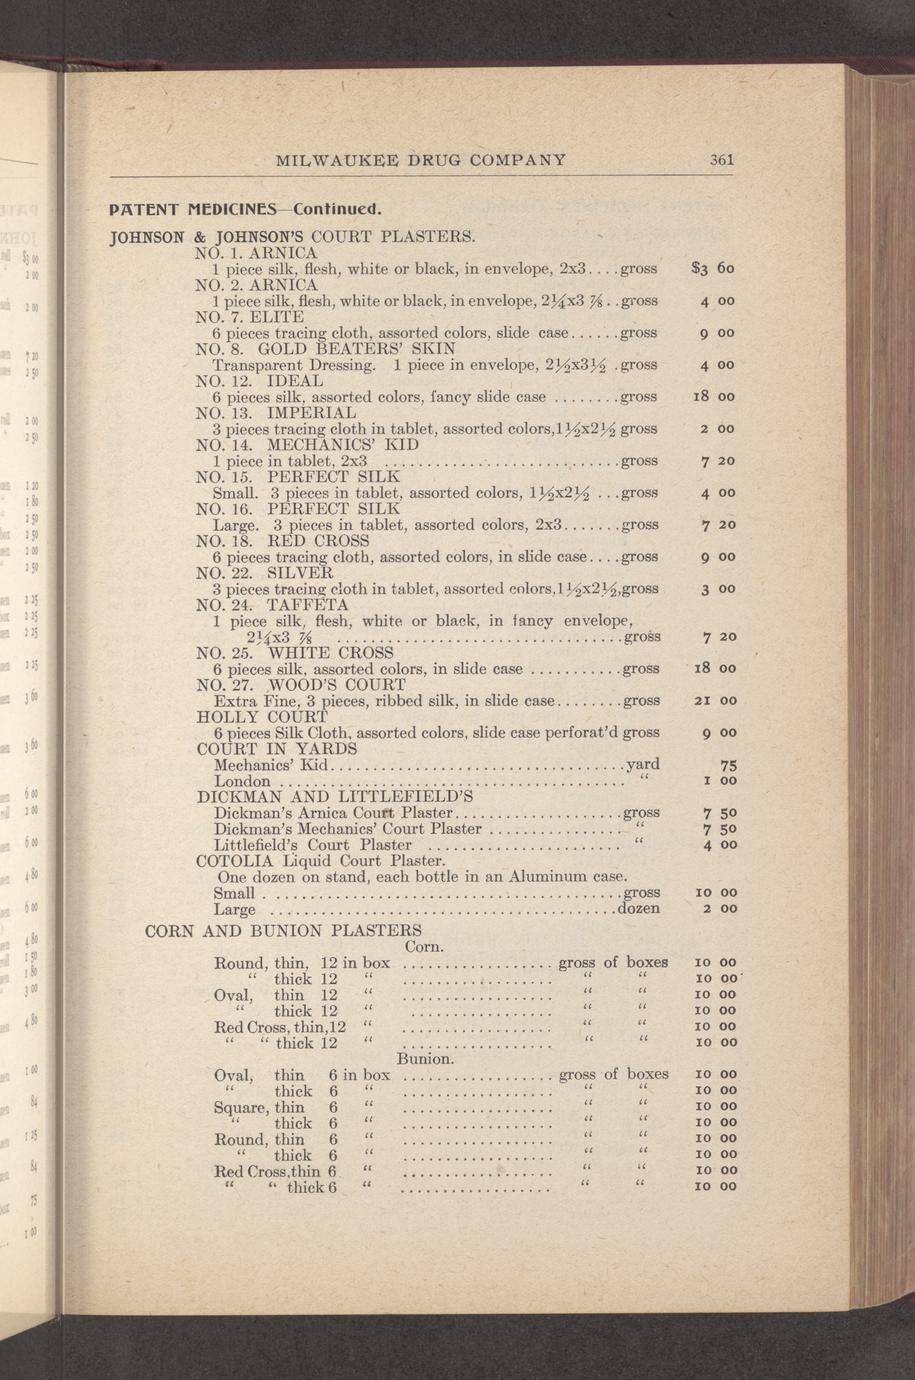 MILWAUKEE DRUG COMPANY 361
PATENT MEDICINES—Continued.
JOHNSON & JOHNSON'S COURT PLASTERS.
NO. 1. ARNICA
1 piece silk, flesh, white or black, in envelope, 2x3....gross $3 60
NO. 2. ARNICA
1 piece silk, flesh, white or black, in envelope, 2¼x3 ⅞..gross 4 00
NO. 7. ELITE
6 pieces tracing cloth, assorted colors, slide case......gross 9 00
NO. 8. GOLD BEATERS' SKIN
Transparent Dressing. 1 piece in envelope, 2½x3½ .gross 4 00
NO. 12. IDEAL
6 pieces silk, assorted colors, fancy slide case ........gross 18 00
NO. 13. IMPERIAL
3 pieces tracing cloth in tablet, assorted colors,1½x2½ gross 2 00
NO. 14. MECHANICS' KID
1 piece in tablet, 2x3 ............................gross 7 20
NO. 15. PERFECT SILK
Small. 3 pieces in tablet, assorted colors, 1½x2½ ...gross 4 00
NO. 16. PERFECT SILK
Large. 3 pieces in tablet, assorted colors, 2x3.......gross 7 20
NO. 18. RED CROSS
6 pieces tracing cloth, assorted colors, in slide case....gross 9 00
NO. 22. SILVER
3 pieces tracing cloth in tablet, assorted colors,1½x2½,gross 3 00
NO. 24. TAFFETA
1 piece silk, flesh, white or black, in fancy envelope,
2¼x3 ⅞ ..................................gross 7 20
NO. 25. WHITE CROSS
6 pieces silk, assorted colors, in slide case ...........gross 18 00
NO. 27. WOOD'S COURT
Extra Fine, 3 pieces, ribbed silk, in slide case........gross 21 00
HOLLY COURT
6 pieces Silk Cloth, assorted colors, slide case perforat'd gross 9 00
COURT IN YARDS
Mechanics' Kid...................................yard 75
London ......................................... " 1 00
DICKMAN AND LITTLEFIELD'S
Dickman's Arnica Court Plaster....................gross 7 50
Dickman's Mechanics' Court Plaster ................ " 7 50
Littlefield's Court Plaster ....................... " 4 00
COTOLIA Liquid Court Plaster.
One dozen on stand, each bottle in an Aluminum case.
Small . .........................................gross 10 00
Large .........................................dozen 2 00
CORN AND BUNION PLASTERS
Corn.
Round, thin, 12 in box .................. gross of boxes 10 00
" thick 12 " .................. " " 10 00
Oval, thin 12 " .................. " " 10 00
" thick 12 " ................. " " 10 00
Red Cross, thin,12 " .................. " " 10 00
" " thick 12 " .................. " " 10 00
Bunion.
Oval, thin 6 in box .................. gross of boxes 10 00
" thick 6 " .................. " " 10 00
Square, thin 6 " .................. " " 10 00
" thick 6 " .................. " " 10 00
Round, thin 6 " .................. " " 10 00
" thick 6 " .................. " " 10 00
Red Cross,thin 6 " .................. " " 10 00
" " thick 6 " .................. " " 10 00